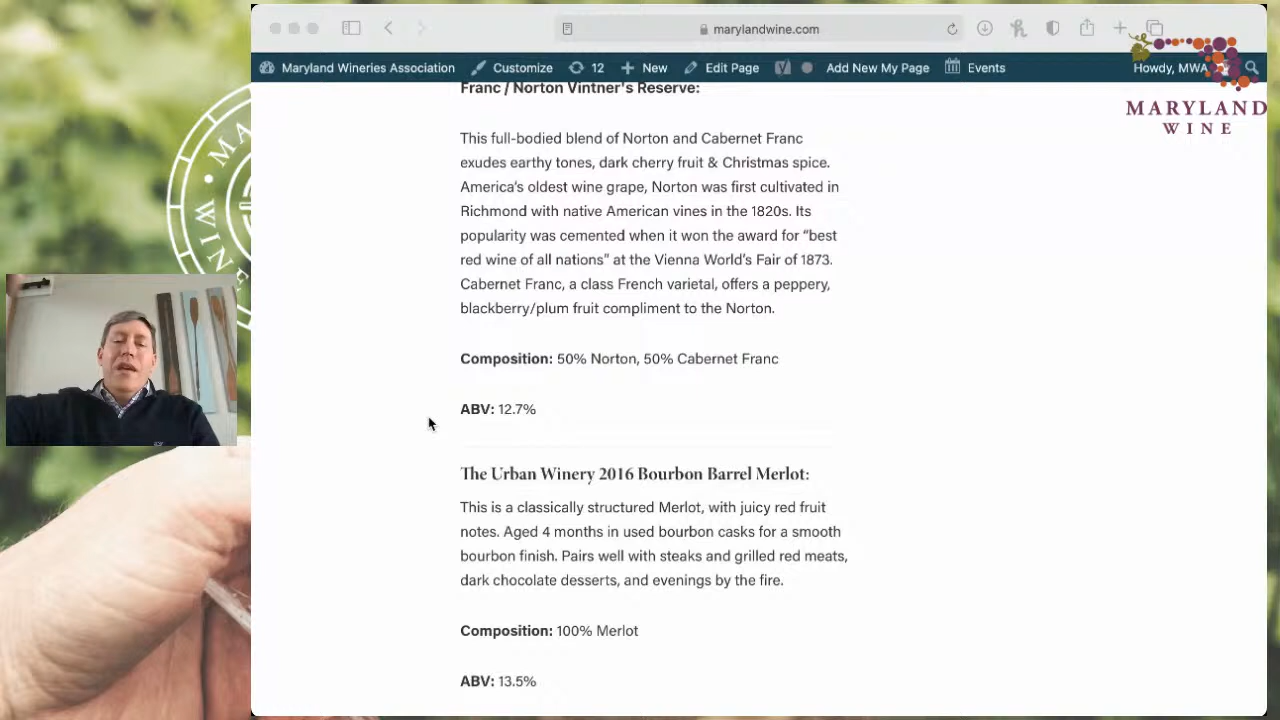 marylandwine.com
Maryland Wineries Association Customize 12 New Edit Page Add New My Page Events Howdy, MWA
MARYLAND
WINE
Franc / Norton Vintner's Reserve:
This full-bodied blend of Norton and Cabernet Franc
exudes earthy tones, dark cherry fruit & Christmas spice.
America's oldest wine grape, Norton was first cultivated in
Richmond with native American vines in the 1820s. Its
popularity was cemented when it won the award for “best
red wine of all nations” at the Vienna World's Fair of 1873.
Cabernet Franc, a class French varietal, offers a peppery,
blackberry/plum fruit compliment to the Norton.
Composition: 50% Norton, 50% Cabernet Franc
ABV: 12.7%
The Urban Winery 2016 Bourbon Barrel Merlot:
This is a classically structured Merlot, with juicy red fruit
notes. Aged 4 months in used bourbon casks for a smooth
bourbon finish. Pairs well with steaks and grilled red meats,
dark chocolate desserts, and evenings by the fire.
Composition: 100% Merlot
ABV: 13.5%